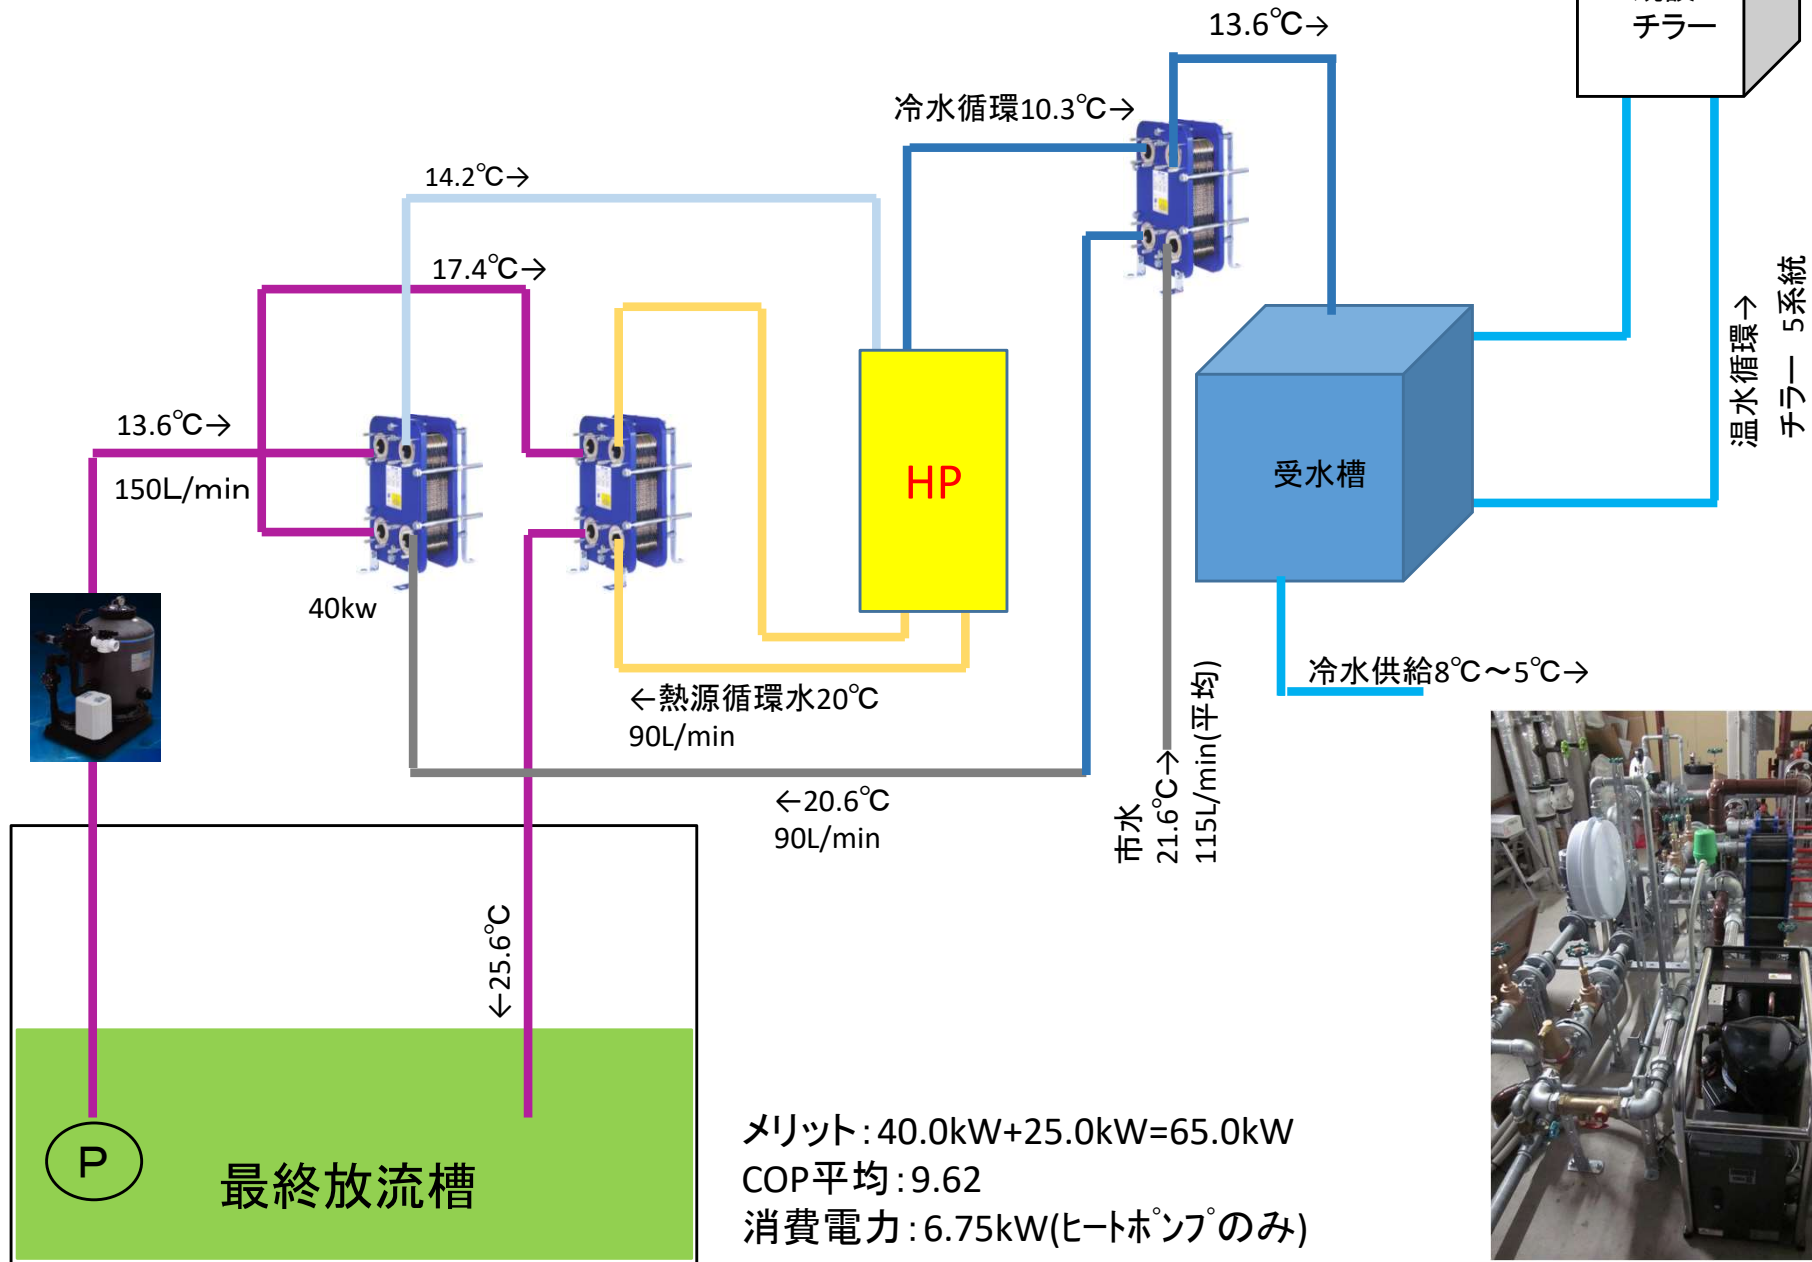 13.6℃→
チラー
冷水循環10.3℃→
14.2℃→
17.4℃→
13.6℃→
150L/min
HP
受水槽
温水循環→
チラー 5系統
40kw
←熱源循環水20℃
90L/min
冷水供給8℃～5℃→
←20.6℃
90L/min
市水
21.6℃→
115L/min(平均)
←25.6℃
P
最終放流槽
メリット：40.0kW+25.0kW=65.0kW
COP平均：9.62
消費電力：6.75kW(ﾋｰﾄﾎﾟﾝﾌﾟのみ)